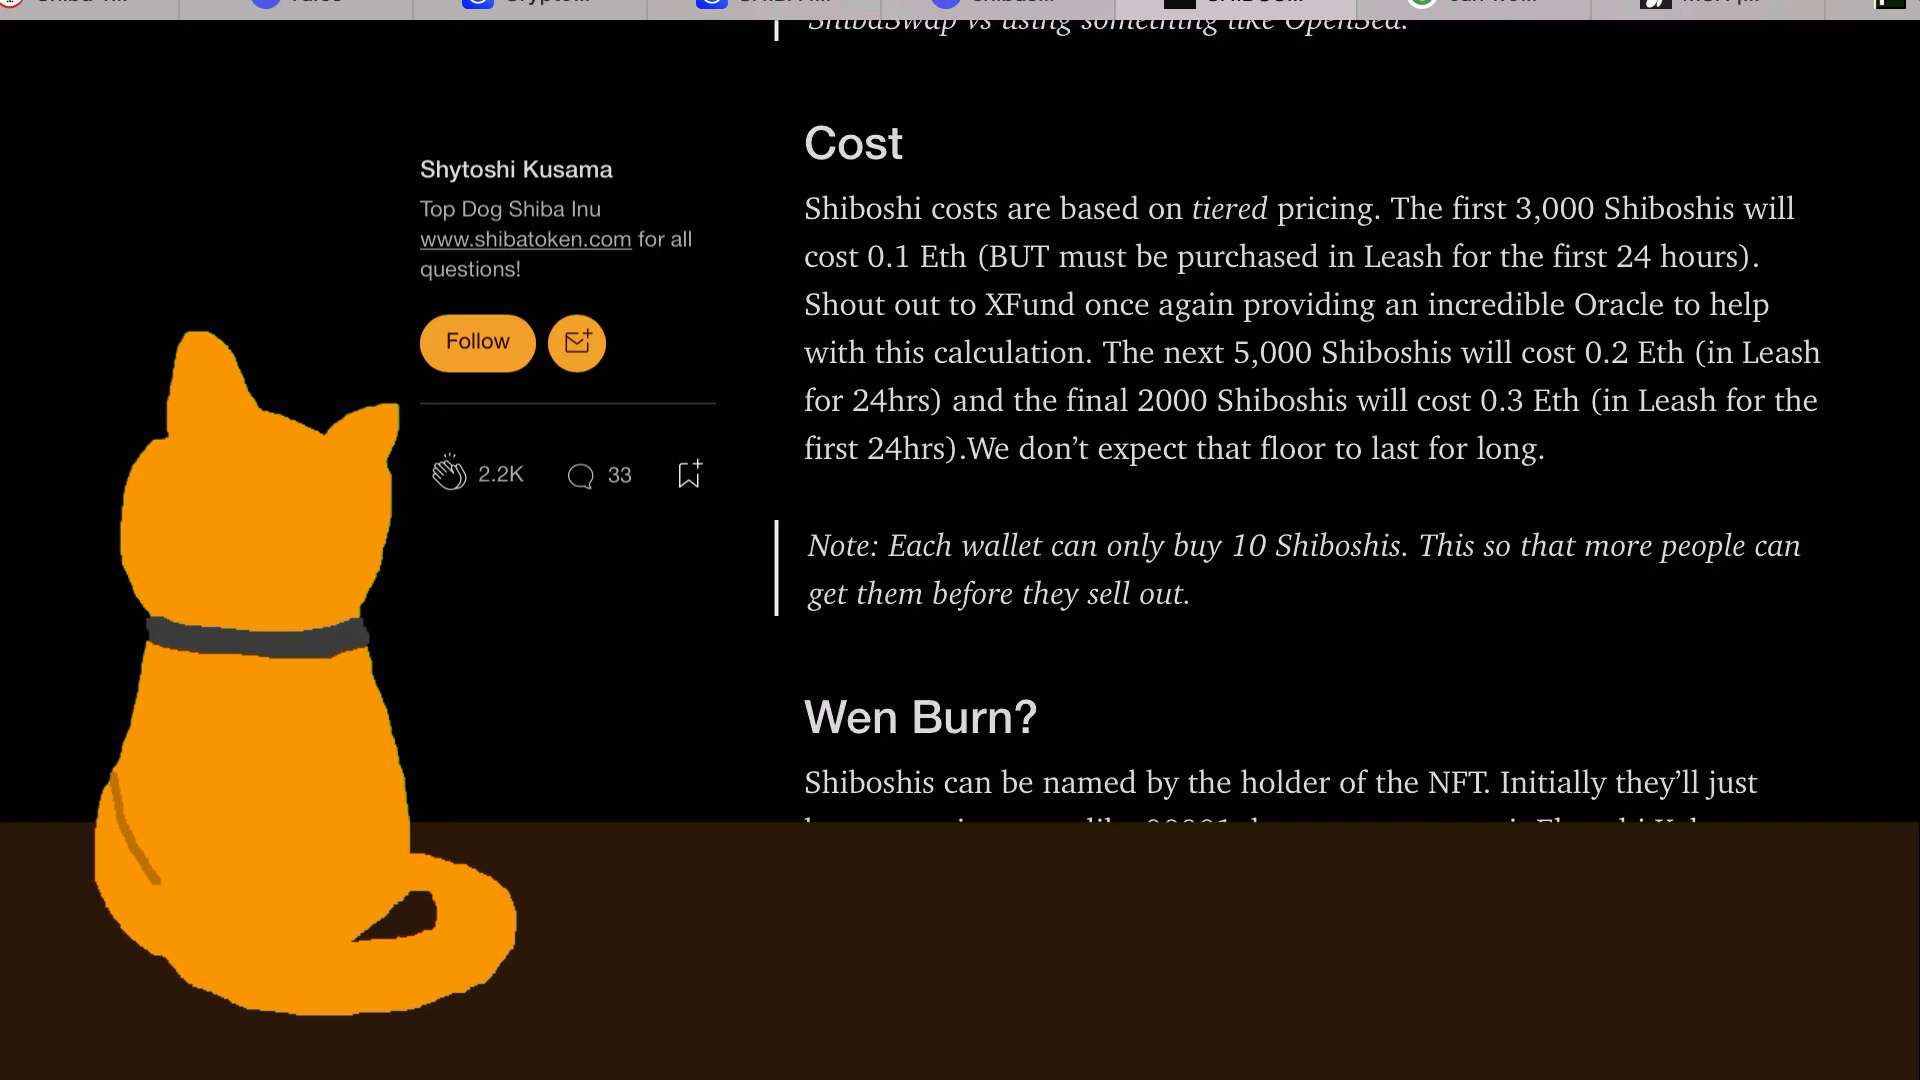 ShibaSwap vs using something like OpenSea.
Shytoshi Kusama
Top Dog Shiba Inu
www.shibatoken.com for all
questions!
Follow
2.2K
33
Cost
Shiboshi costs are based on tiered pricing. The first 3,000 Shiboshis will
cost 0.1 Eth (BUT must be purchased in Leash for the first 24 hours).
Shout out to XFund once again providing an incredible Oracle to help
with this calculation. The next 5,000 Shiboshis will cost 0.2 Eth (in Leash
for 24hrs) and the final 2000 Shiboshis will cost 0.3 Eth (in Leash for the
first 24hrs).We don’t expect that floor to last for long.
Note: Each wallet can only buy 10 Shiboshis. This so that more people can
get them before they sell out.
Wen Burn?
Shiboshis can be named by the holder of the NFT. Initially they’ll just